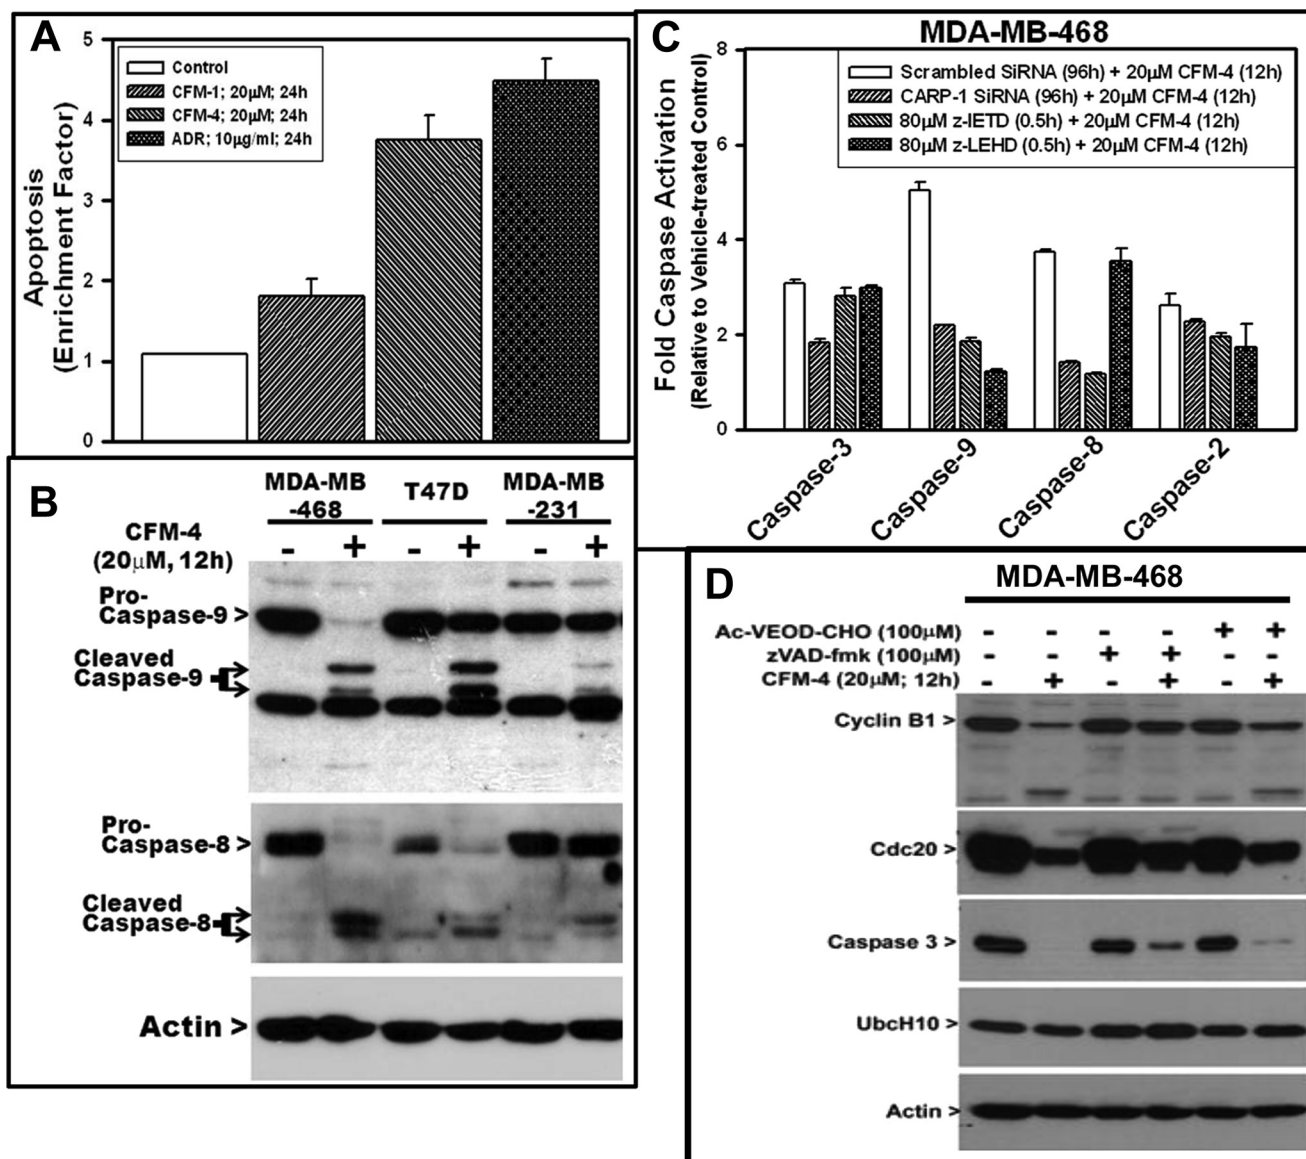 A
5
4
3
2
1
0
Apoptosis
(Enrichment Factor)
Control
CFM-1; 20μM; 24h
CFM-4; 20μM; 24h
ADR; 10μg/ml; 24h
B
MDA-MB
-468
T47D
MDA-MB
-231
CFM-4
(20μM, 12h)
- + - + - +
Pro-
Caspase-9 >
Cleaved
Caspase-9
Pro-
Caspase-8 >
Cleaved
Caspase-8
Actin >
C
MDA-MB-468
8
6
4
2
0
Fold Caspase Activation
(Relative to Vehicle-treated Control)
Scrambled SiRNA (96h) + 20μM CFM-4 (12h)
CARP-1 SiRNA (96h) + 20μM CFM-4 (12h)
80μM z-IETD (0.5h) + 20μM CFM-4 (12h)
80μM z-LEHD (0.5h) + 20μM CFM-4 (12h)
Caspase-3
Caspase-9
Caspase-8
Caspase-2
D
MDA-MB-468
Ac-VEOD-CHO (100μM) - - - - + +
zVAD-fmk (100μM) - - + + - -
CFM-4 (20μM; 12h) - + - + - +
Cyclin B1 >
Cdc20 >
Caspase 3 >
UbcH10 >
Actin >